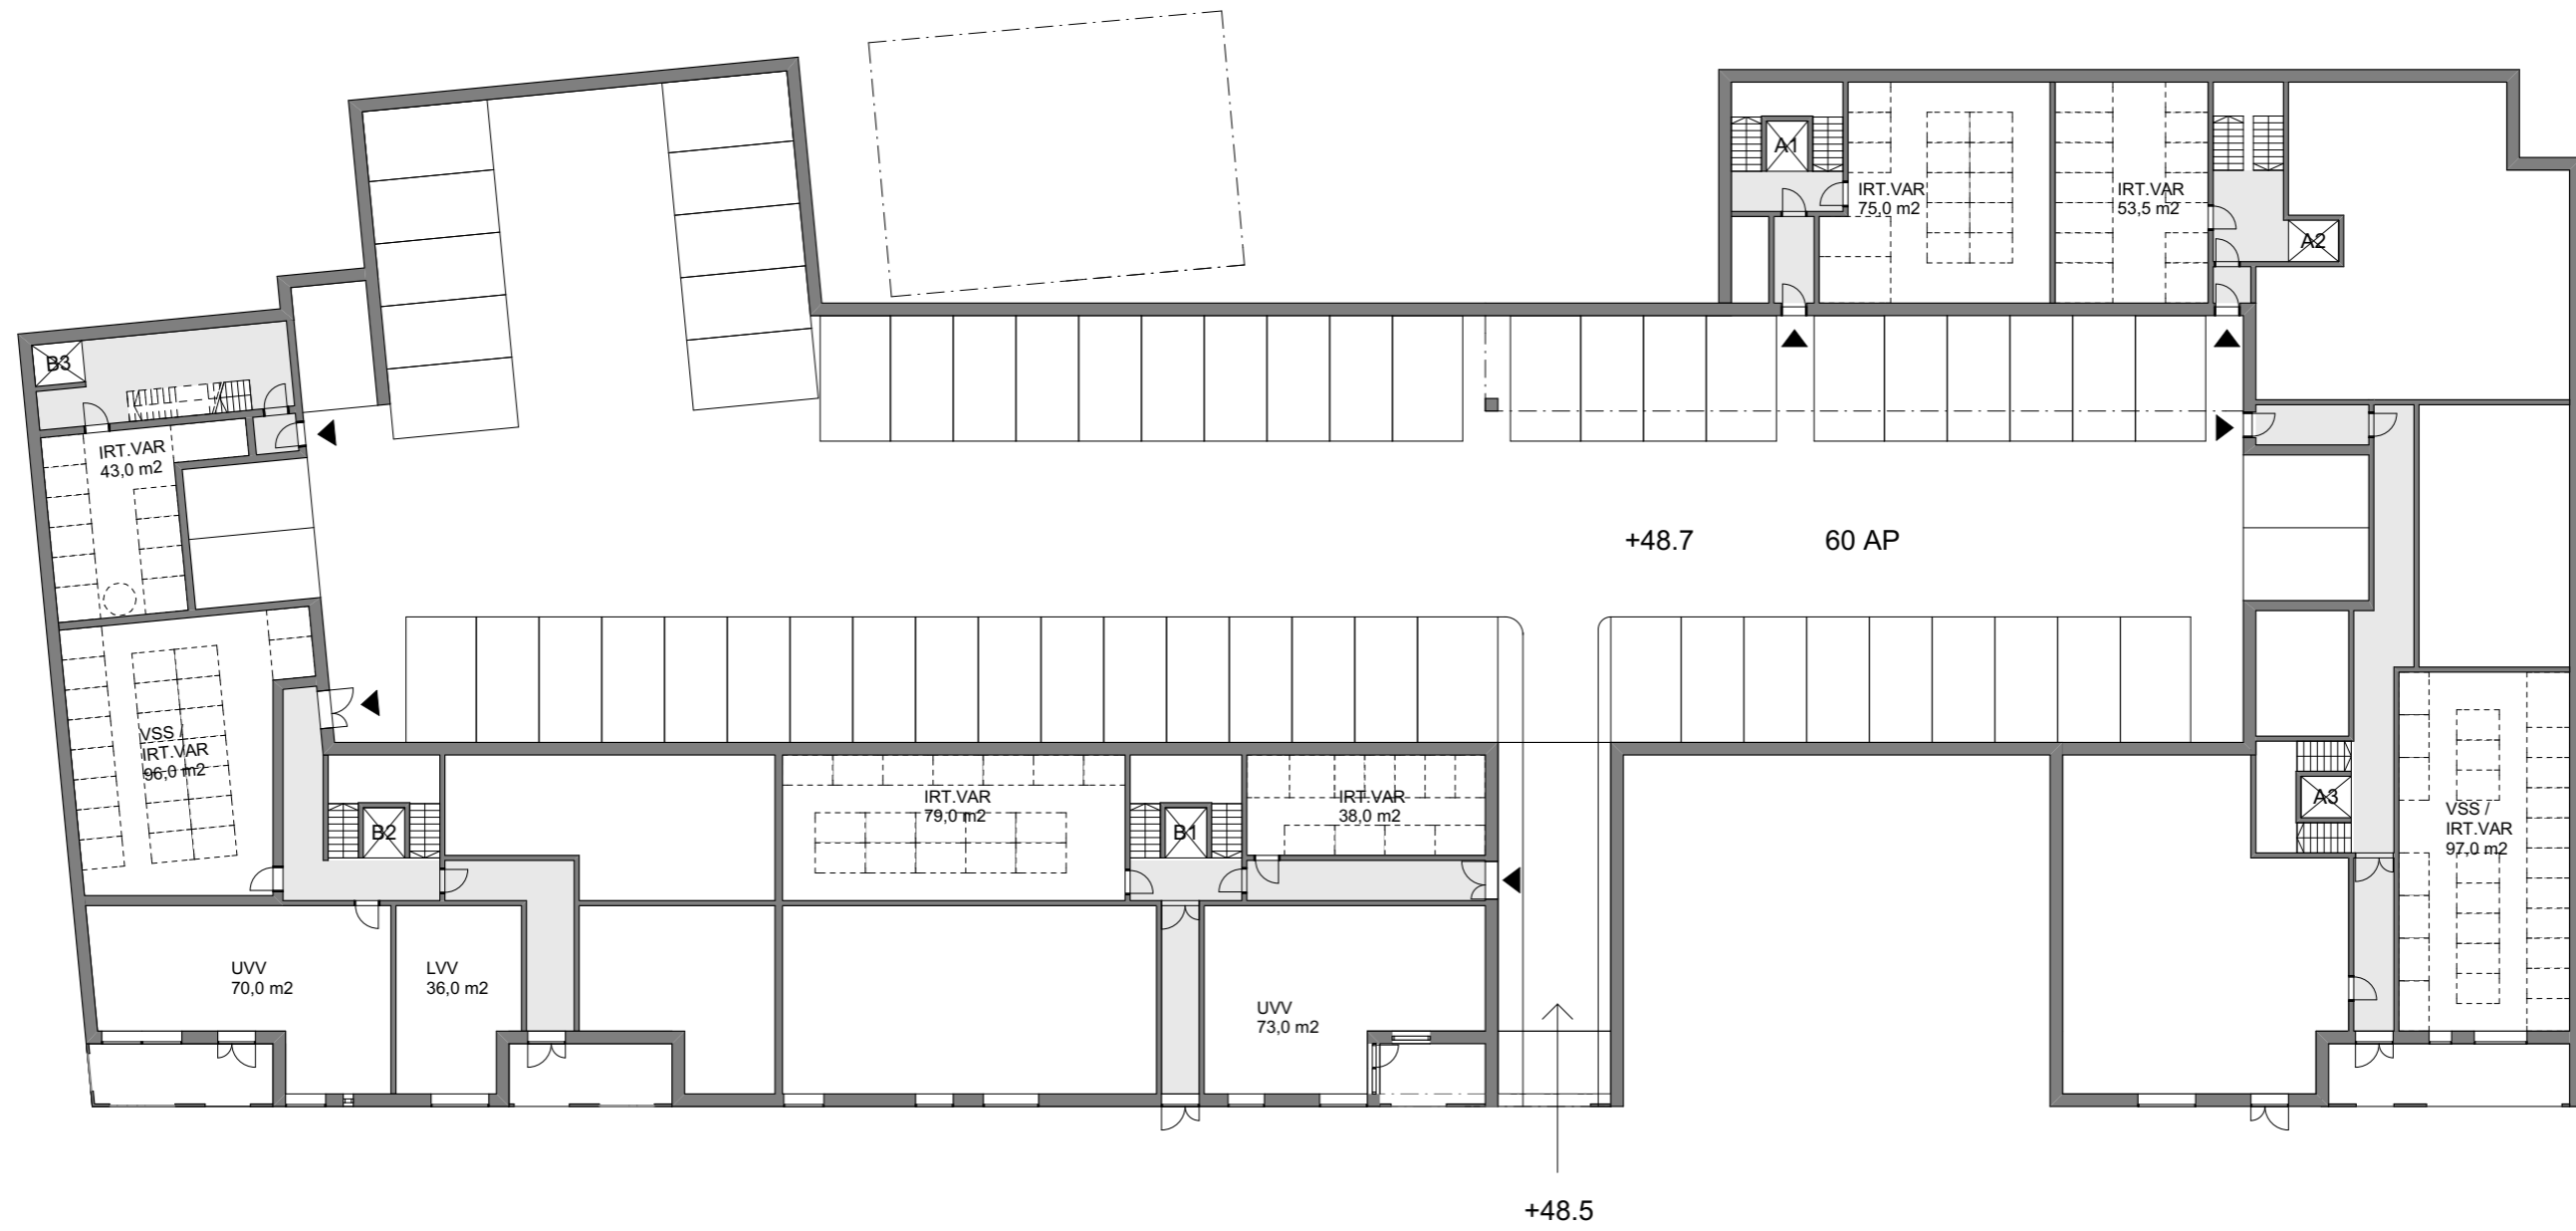 A1
IRT.VAR
75,0 m2
IRT.VAR
53,5 m2
A2
B3
IRT.VAR
43,0 m2
+48.7
60 AP
VSS /
IRT.VAR
96,0 m2
B2
IRT.VAR
79,0 m2
B1
IRT.VAR
38,0 m2
A3
VSS /
IRT.VAR
97,0 m2
UVV
70,0 m2
LVV
36,0 m2
UVV
73,0 m2
+48.5